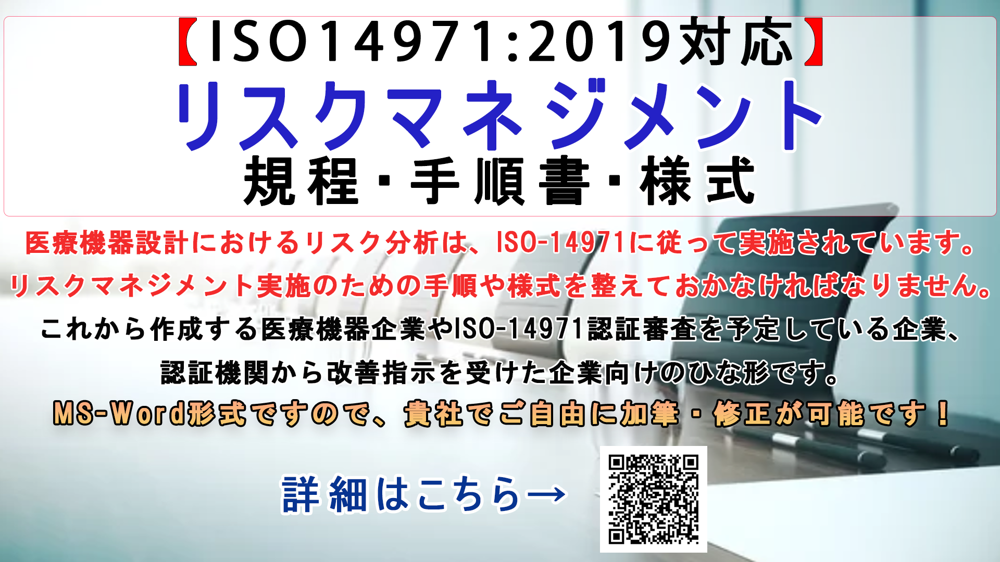 【ISO14971:2019対応】
リスクマネジメント
規程・手順書・様式
医療機器設計におけるリスク分析は、ISO-14971に従って実施されています。
リスクマネジメント実施のための手順や様式を整えておかなければなりません。
これから作成する医療機器企業やISO-14971認証審査を予定している企業、
認証機関から改善指示を受けた企業向けのひな形です。
MS-Word形式ですので、貴社でご自由に加筆・修正が可能です！
詳細はこちら→